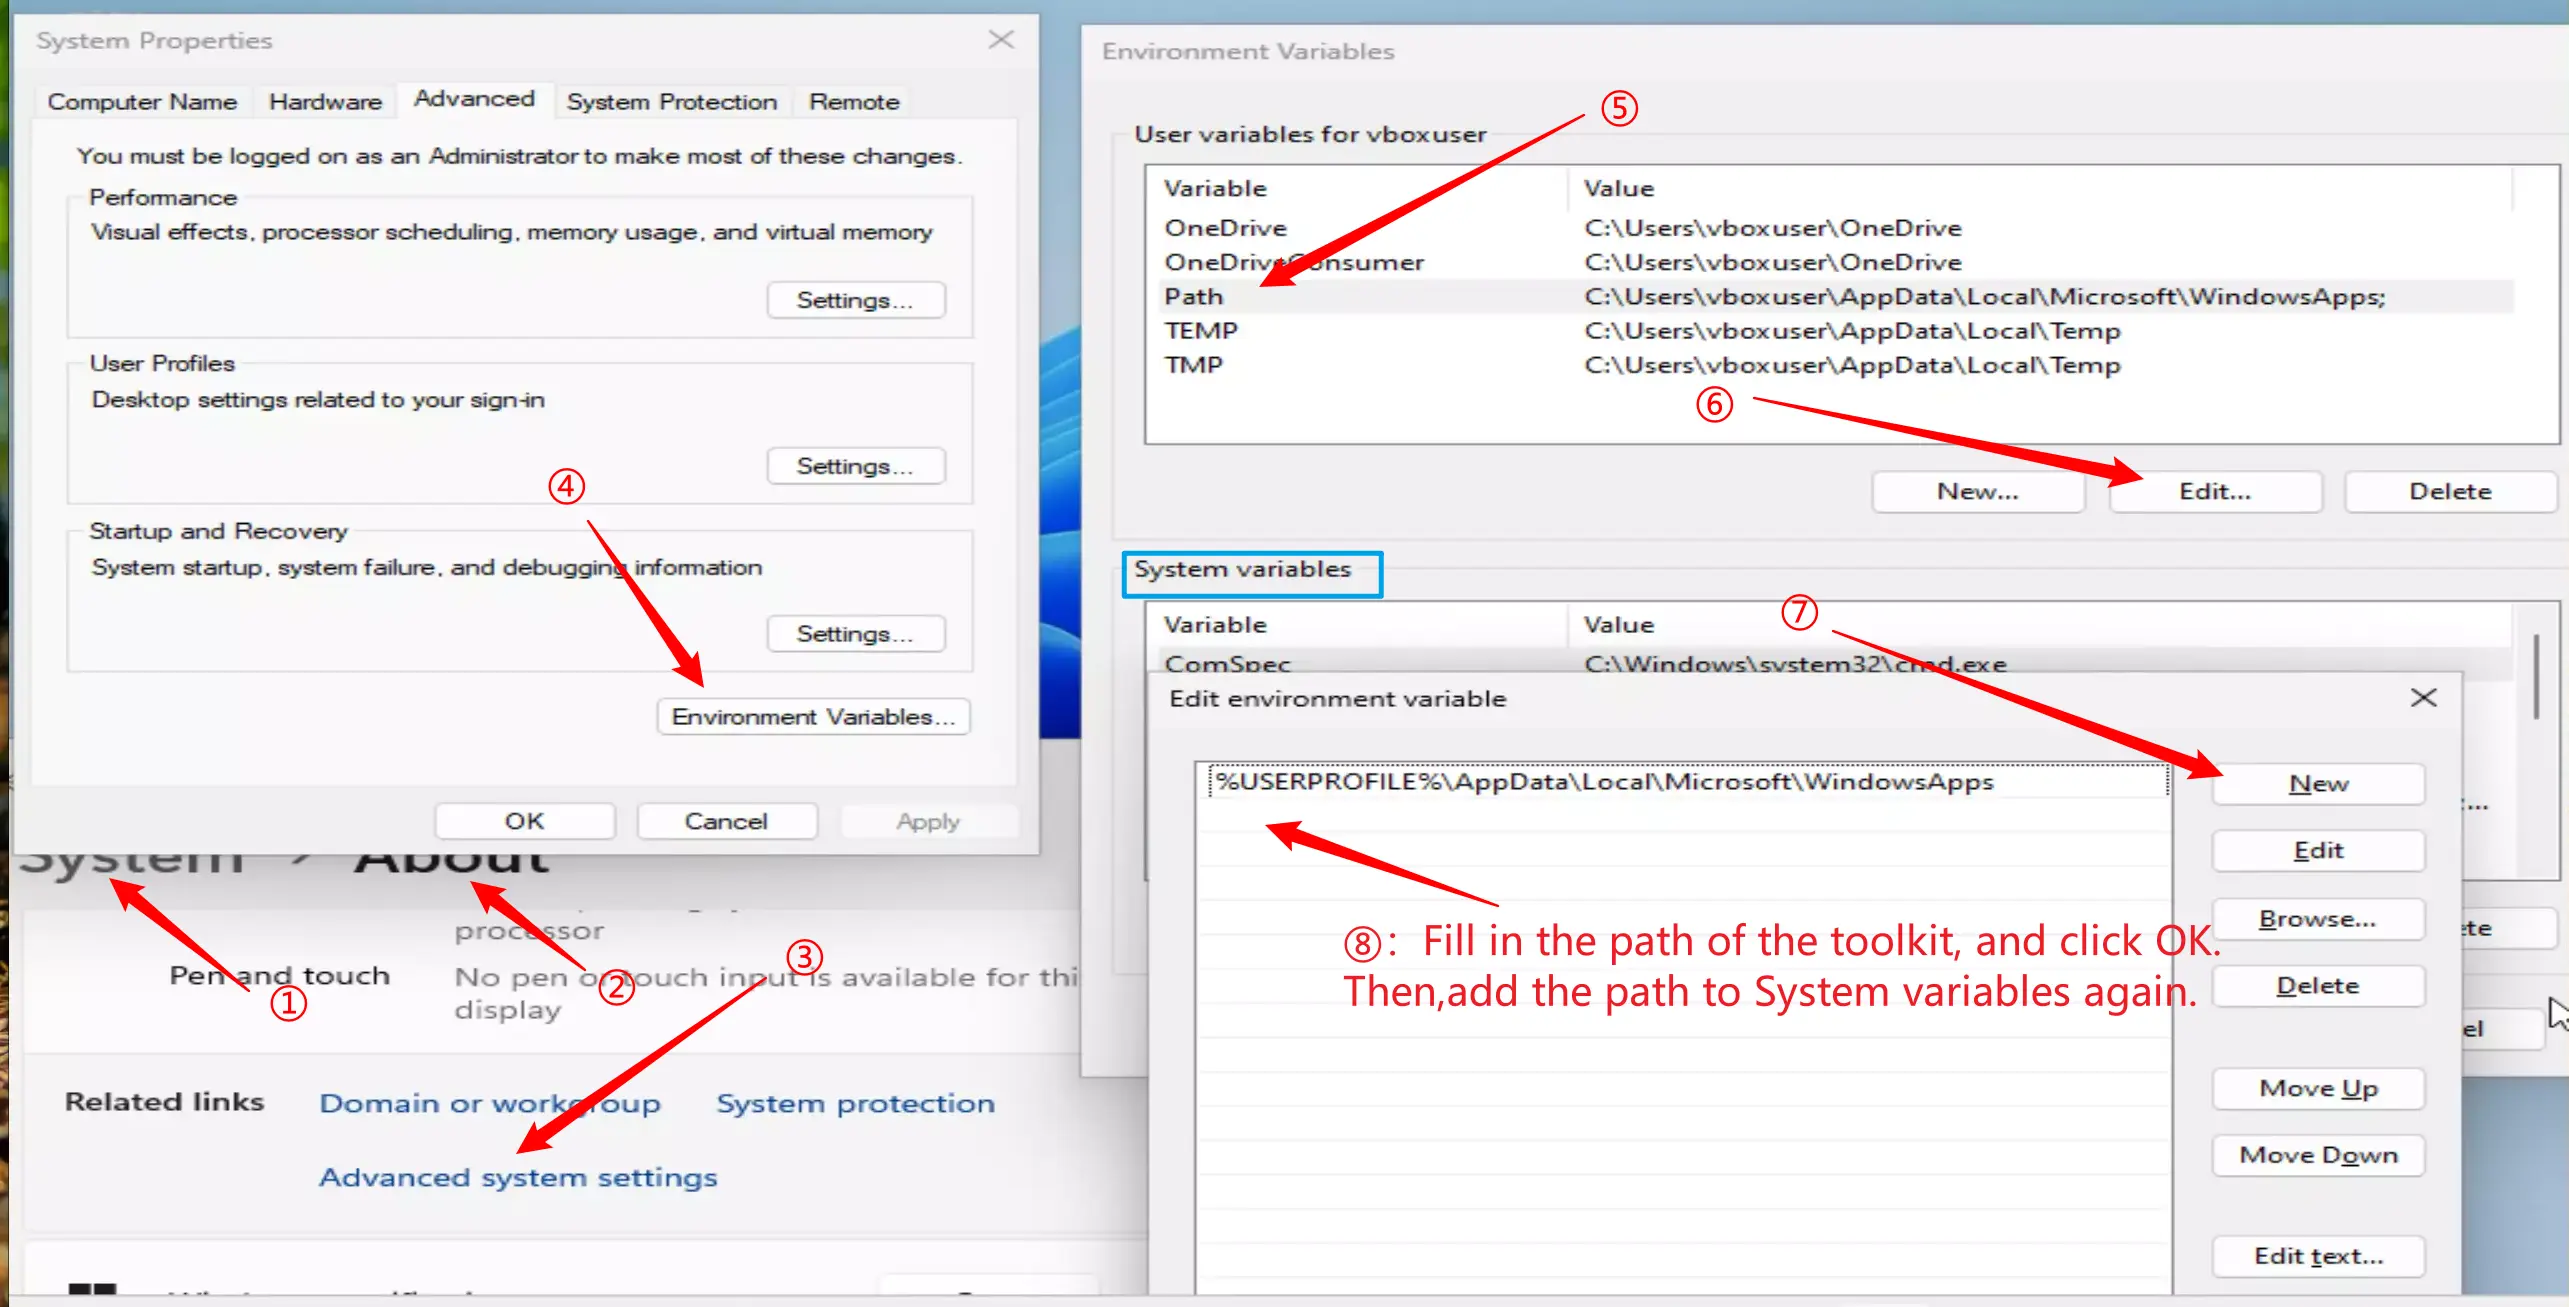 System Properties
Computer Name Hardware Advanced System Protection Remote
You must be logged on as an Administrator to make most of these changes.
Performance
Visual effects, processor scheduling, memory usage, and virtual memory
Settings...
User Profiles
Desktop settings related to your sign-in
Settings...
④
Startup and Recovery
System startup, system failure, and debugging information
Settings...
Environment Variables...
OK Cancel Apply
System > About
processor
Pen and touch No pen or touch input is available for thi
display
① ② ③
Related links Domain or workgroup System protection
Advanced system settings
Environment Variables
⑤
User variables for vboxuser
Variable Value
OneDrive C:\Users\vboxuser\OneDrive
OneDriveConsumer C:\Users\vboxuser\OneDrive
Path C:\Users\vboxuser\AppData\Local\Microsoft\WindowsApps;
TEMP C:\Users\vboxuser\AppData\Local\Temp
TMP C:\Users\vboxuser\AppData\Local\Temp
⑥
New... Edit... Delete
System variables
⑦
Variable Value
ComSpec C:\Windows\system32\cmd.exe
Edit environment variable
%USERPROFILE%\AppData\Local\Microsoft\WindowsApps
New
Edit
Browse...
⑧: Fill in the path of the toolkit, and click OK.
Then,add the path to System variables again.
Delete
Move Up
Move Down
Edit text...